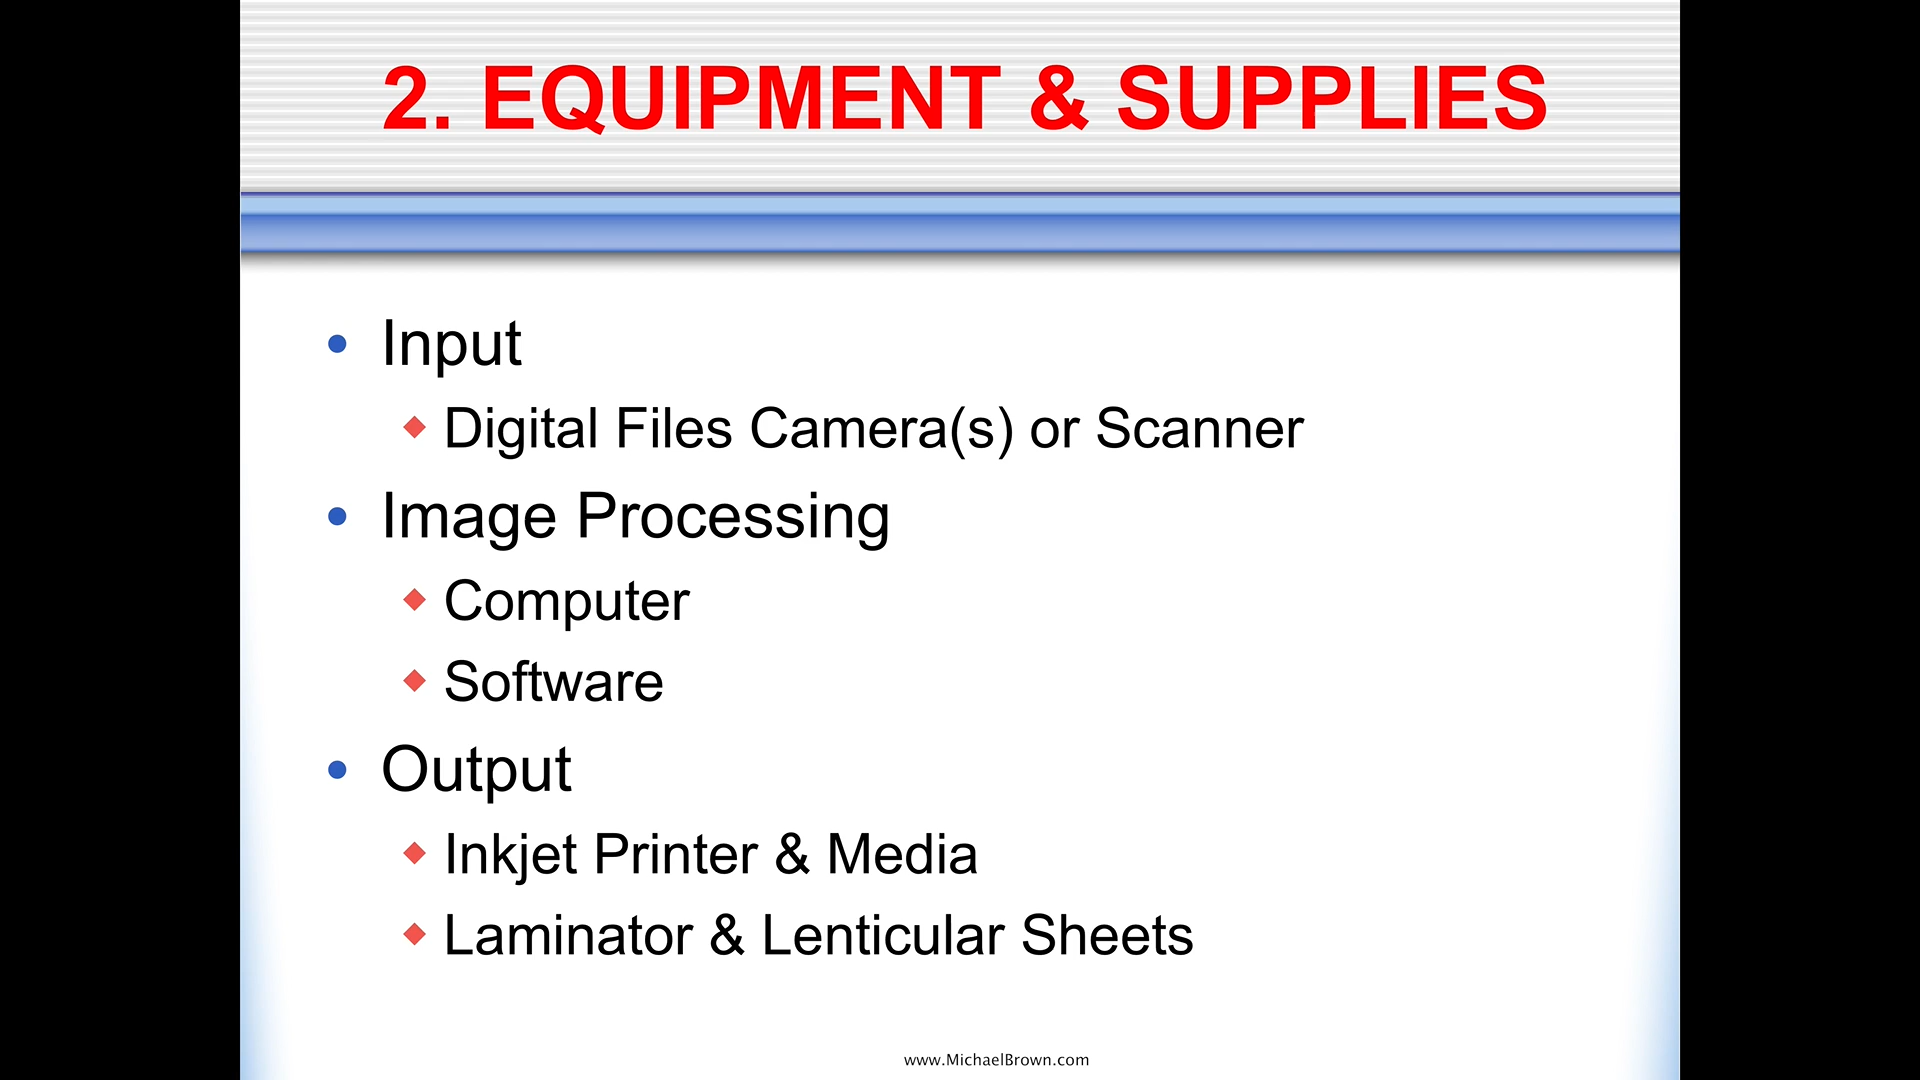 2. EQUIPMENT & SUPPLIES
Input
Digital Files Camera(s) or Scanner
Image Processing
Computer
Software
Output
Inkjet Printer & Media
Laminator & Lenticular Sheets
www.MichaelBrown.com